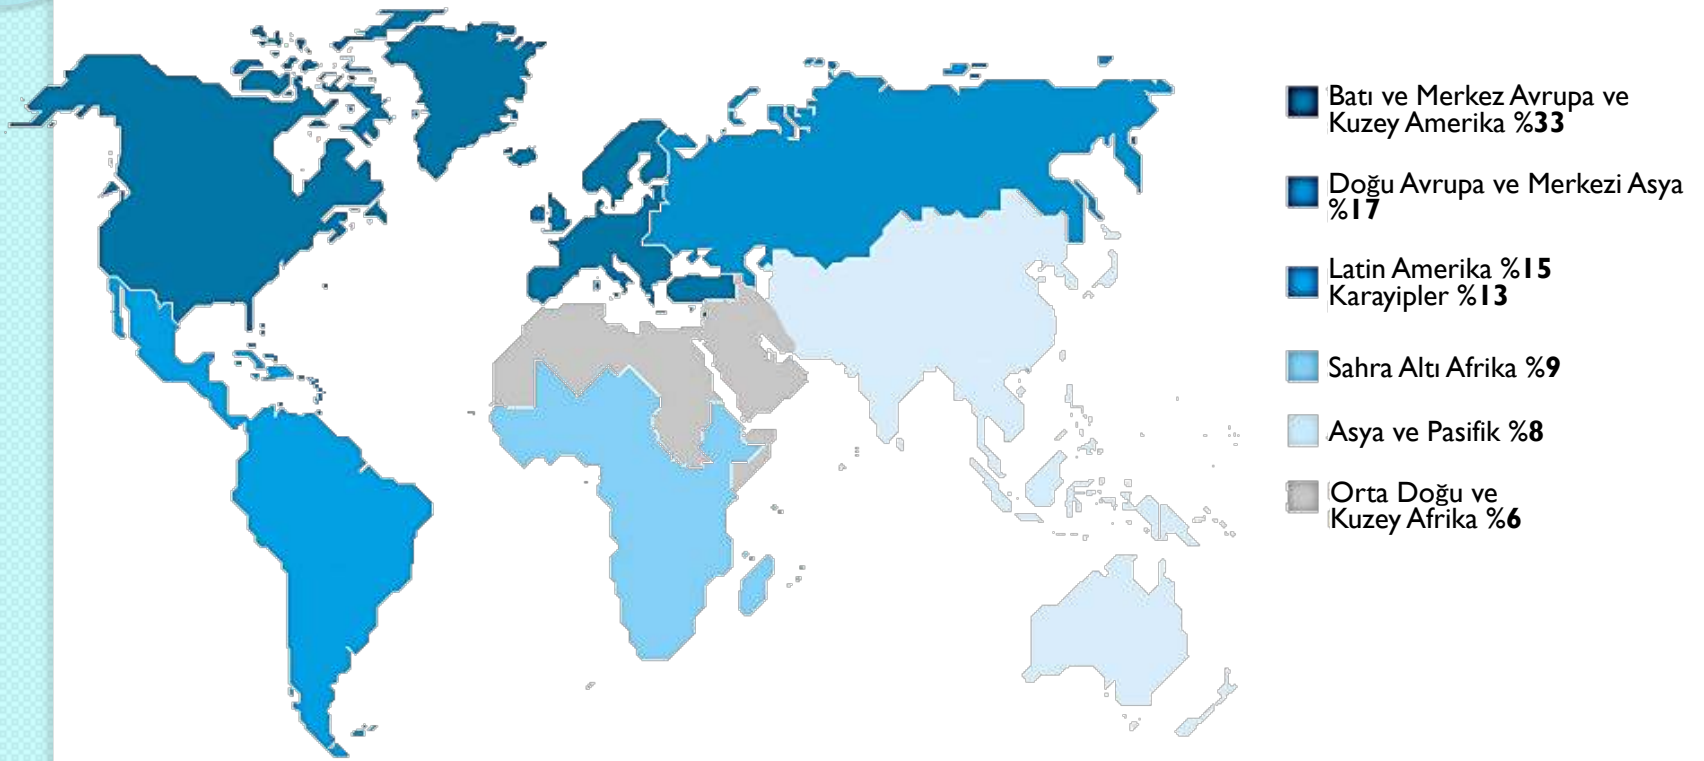 Batı ve Merkez Avrupa ve
Kuzey Amerika %33
Doğu Avrupa ve Merkezi Asya
%17
Latin Amerika %15
Karayipler %13
Sahra Altı Afrika %9
Asya ve Pasifik %8
Orta Doğu ve
Kuzey Afrika %6